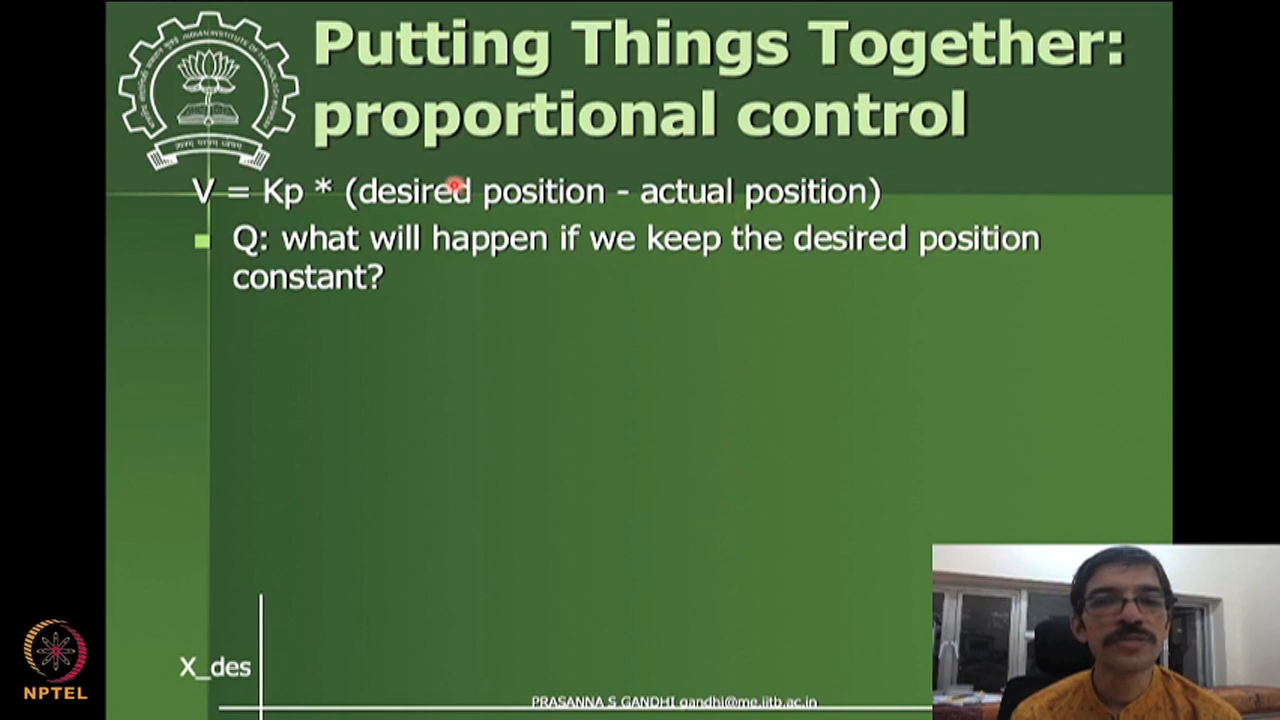 Putting Things Together:
proportional control
V = Kp * (desired position - actual position)
Q: what will happen if we keep the desired position
constant?
X_des
PRASANNA S GANDHI gandhi@me.iitb.ac.in
NPTEL